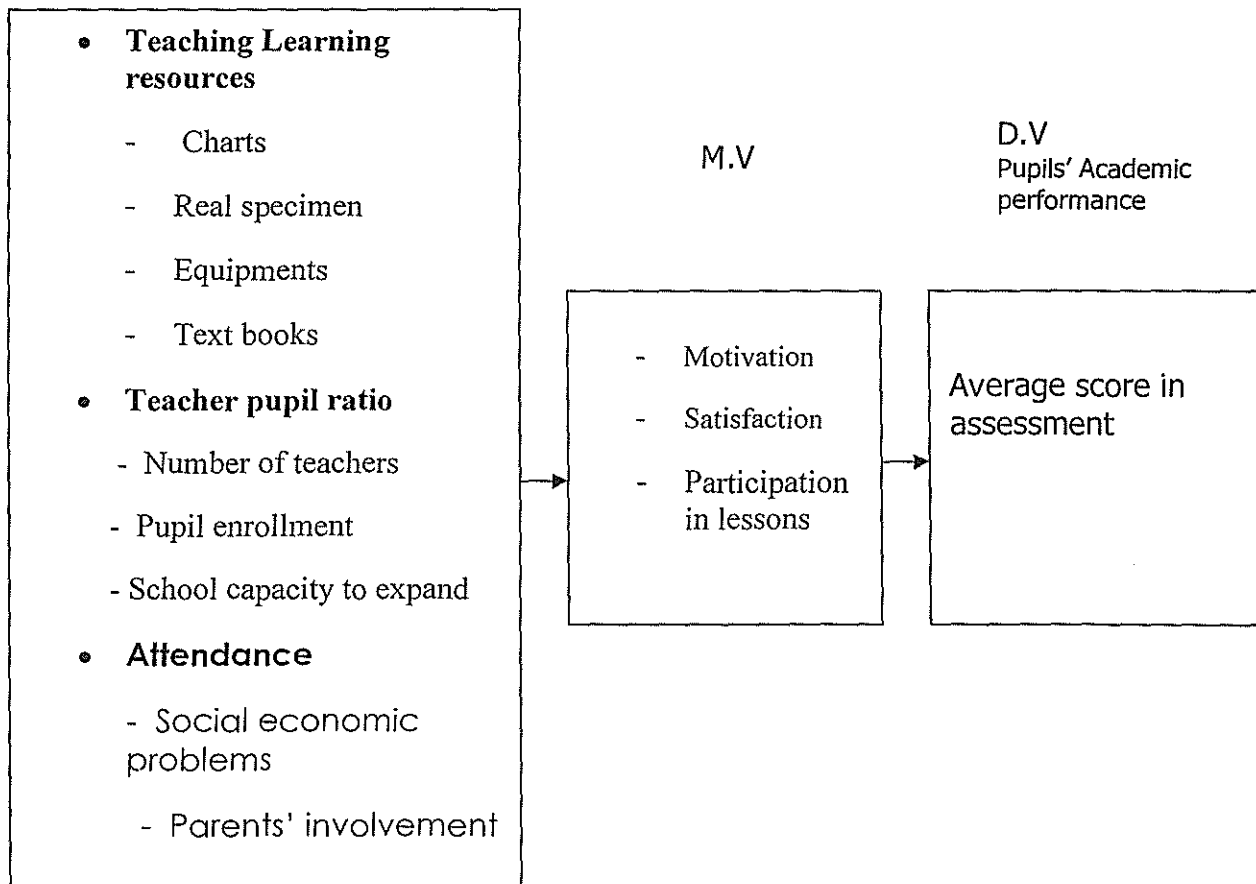 • Teaching Learning
resources
- Charts
- Real specimen
- Equipments
- Text books
• Teacher pupil ratio
- Number of teachers
- Pupil enrollment
- School capacity to expand
• Attendance
- Social economic
problems
- Parents' involvement
M.V
- Motivation
- Satisfaction
- Participation
in lessons
D.V
Pupils' Academic
performance
Average score in
assessment